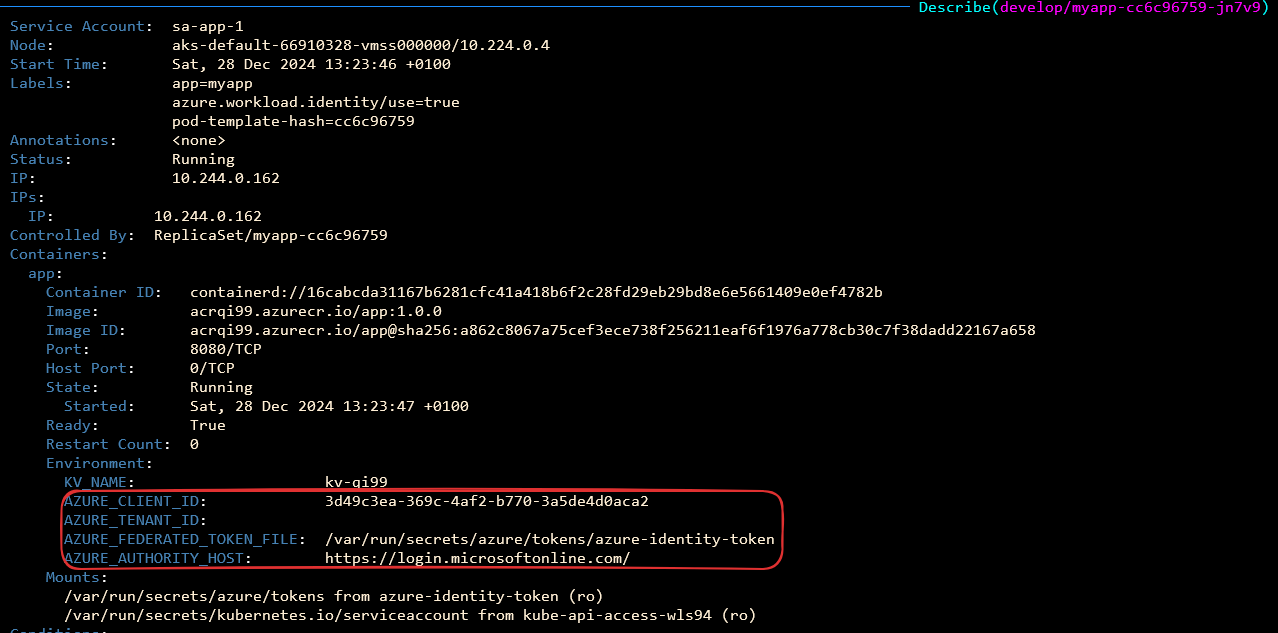 Describe(develop/myapp-cc6c96759-jn7v9)
Service Account: sa-app-1
Node: aks-default-66910328-vmss000000/10.224.0.4
Start Time: Sat, 28 Dec 2024 13:23:46 +0100
Labels: app=myapp
azure.workload.identity/use=true
pod-template-hash=cc6c96759
Annotations: <none>
Status: Running
IP: 10.244.0.162
IPs:
IP: 10.244.0.162
Controlled By: ReplicaSet/myapp-cc6c96759
Containers:
app:
Container ID: containerd://16cabcda31167b6281cfc41a418b6f2c28fd29eb29bd8e6e5661409e0ef4782b
Image: acrqi99.azurecr.io/app:1.0.0
Image ID: acrqi99.azurecr.io/app@sha256:a862c8067a75cef3ece738f256211eaf6f1976a778cb30c7f38dadd22167a658
Port: 8080/TCP
Host Port: 0/TCP
State: Running
Started: Sat, 28 Dec 2024 13:23:47 +0100
Ready: True
Restart Count: 0
Environment:
KV_NAME: kv-qi99
AZURE_CLIENT_ID: 3d49c3ea-369c-4af2-b770-3a5de4d0aca2
AZURE_TENANT_ID:
AZURE_FEDERATED_TOKEN_FILE: /var/run/secrets/azure/tokens/azure-identity-token
AZURE_AUTHORITY_HOST: https://login.microsoftonline.com/
Mounts:
/var/run/secrets/azure/tokens from azure-identity-token (ro)
/var/run/secrets/kubernetes.io/serviceaccount from kube-api-access-wls94 (ro)
Conditions: